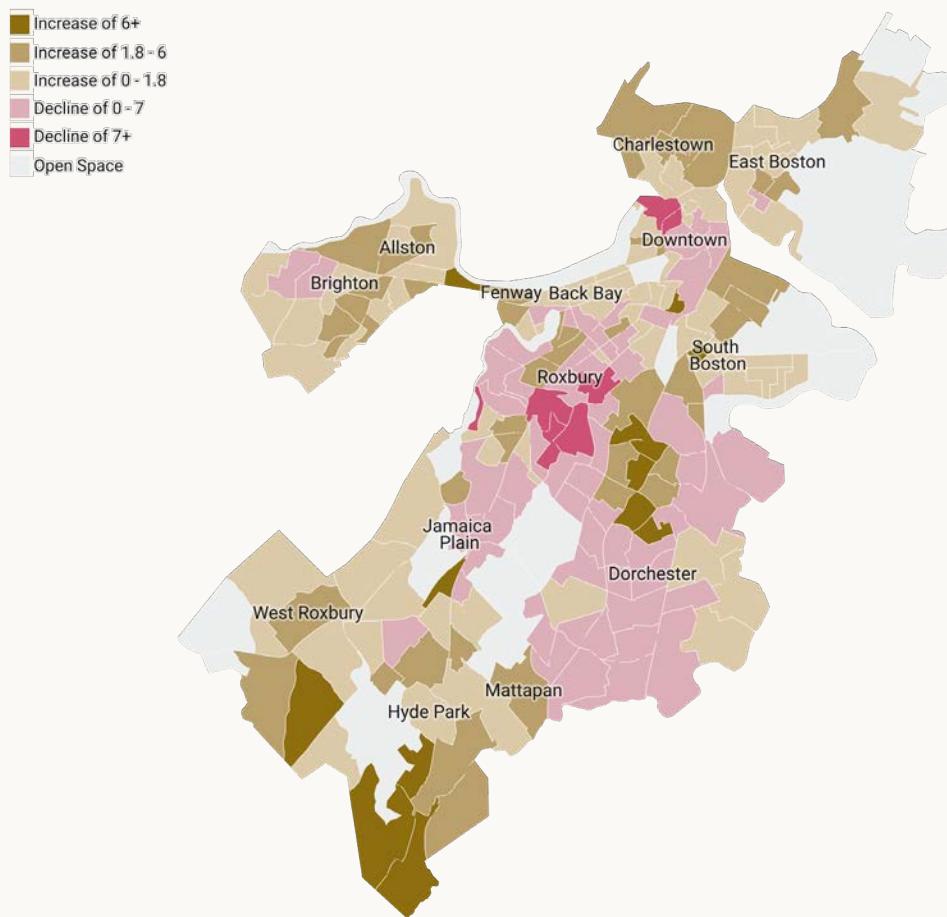 Increase of 6+
Increase of 1.8 - 6
Increase of 0 - 1.8
Decline of 0 - 7
Decline of 7+
Open Space
Charlestown
East Boston
Downtown
Allston
Brighton
Fenway
Back Bay
South
Boston
Roxbury
Jamaica
Plain
Dorchester
West Roxbury
Mattapan
Hyde Park